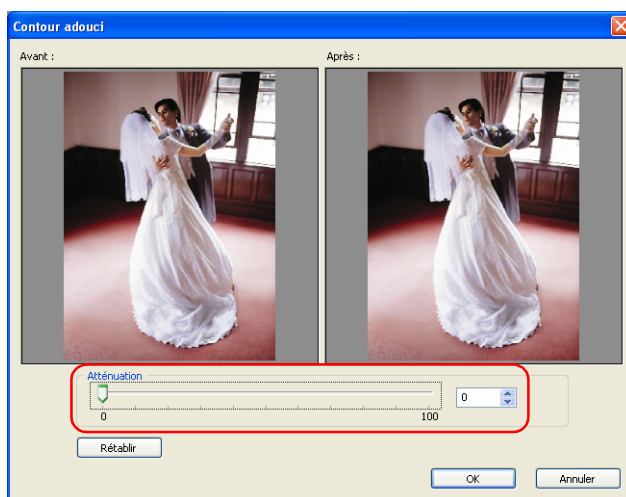 Contour adouci
Avant :
Après :
Atténuation
0
0
100
Rétablir
OK
Annuler